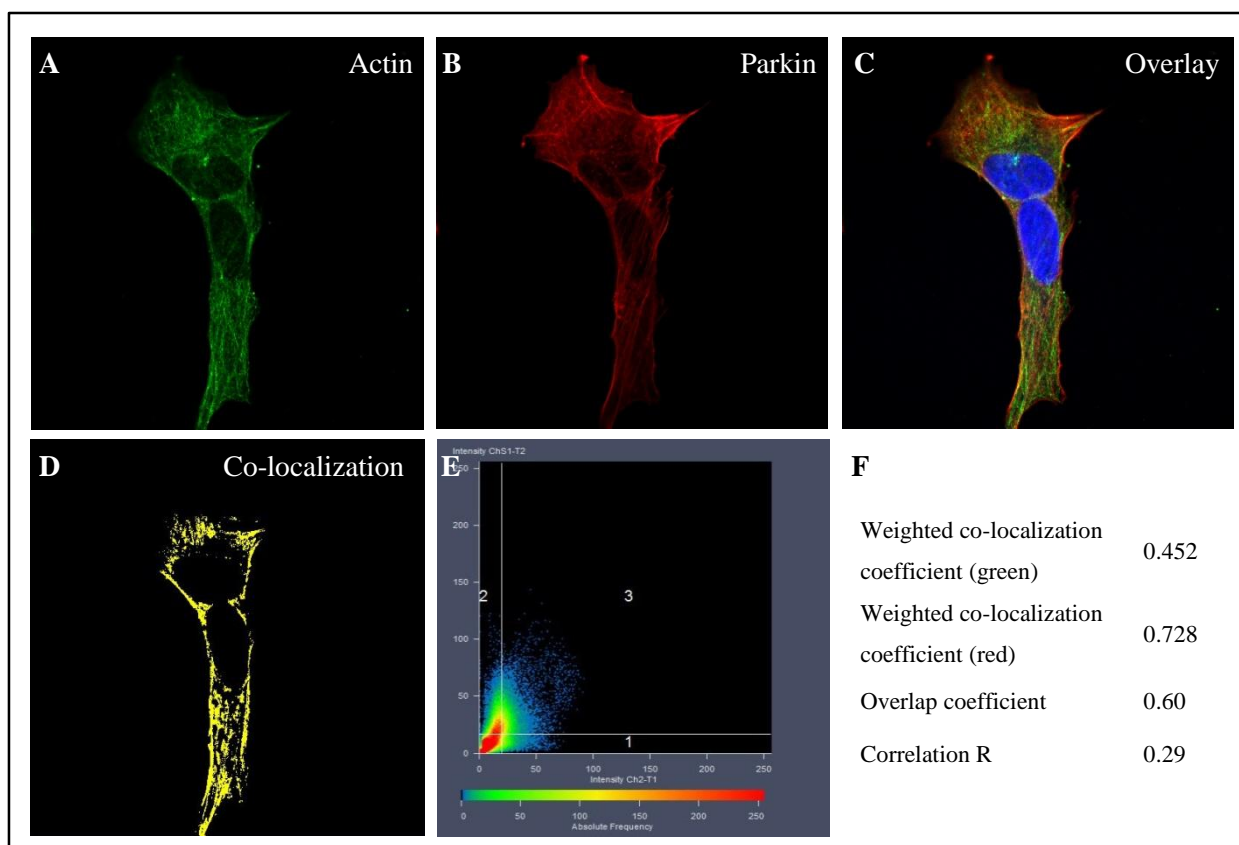 A
Actin
B
Parkin
C
Overlay
D
Co-localization
E
Intensity ChS1-T2
250
200
150
100
50
0
2
3
1
0
50
100
150
200
250
Intensity Ch2-T1
0
50
100
150
200
250
Absolute Frequency
F
Weighted co-localization
coefficient (green)
0.452
Weighted co-localization
coefficient (red)
0.728
Overlap coefficient
0.60
Correlation R
0.29